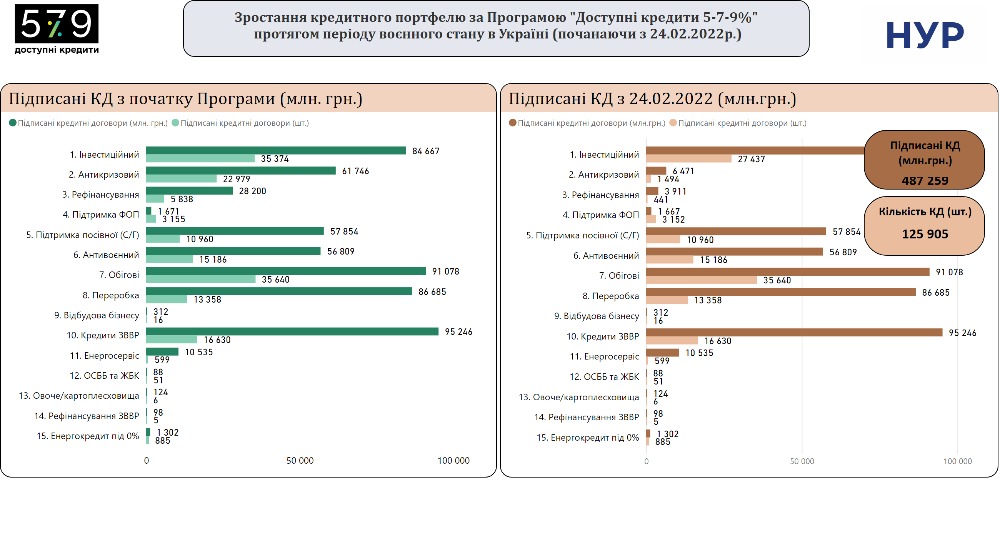 579
доступні кредити
Зростання кредитного портфелю за Програмою "Доступні кредити 5-7-9%"
протягом періоду воєнного стану в Україні (починаючи з 24.02.2022р.)
НУР
Підписані КД з початку Програми (млн. грн.)
Підписані кредитні договори (млн. грн.) Підписані кредитні договори (шт.)
1. Інвестиційний 84 667
35 374
2. Антикризовий 61 746
22 979
3. Рефінансування 28 200
5 838
4. Підтримка ФОП 1 671
3 155
5. Підтримка посівної (С/Г) 57 854
10 960
6. Антивоєнний 56 809
15 186
7. Обігові 91 078
35 640
8. Переробка 86 685
13 358
9. Відбудова бізнесу 312
16
10. Кредити ЗВВР 95 246
16 630
11. Енергосервіс 10 535
599
12. ОСББ та ЖБК 88
51
13. Овоче/картоплесховища 124
6
14. Рефінансування ЗВВР 98
5
15. Енергокредит під 0% 1 302
885
0 50 000 100 000
Підписані КД з 24.02.2022 (млн.грн.)
Підписані кредитні договори (млн.грн.) Підписані кредитні договори (шт.)
1. Інвестиційний
27 437
2. Антикризовий 6 471
1 494
3. Рефінансування 3 911
441
4. Підтримка ФОП 1 667
3 152
5. Підтримка посівної (С/Г) 57 854
10 960
6. Антивоєнний 56 809
15 186
7. Обігові 91 078
35 640
8. Переробка 86 685
13 358
9. Відбудова бізнесу 312
16
10. Кредити ЗВВР 95 246
16 630
11. Енергосервіс 10 535
599
12. ОСББ та ЖБК 88
51
13. Овоче/картоплесховища 124
6
14. Рефінансування ЗВВР 98
5
15. Енергокредит під 0% 1 302
885
0 50 000 100 000
Підписані КД
(млн.грн.)
487 259
Кількість КД (шт.)
125 905